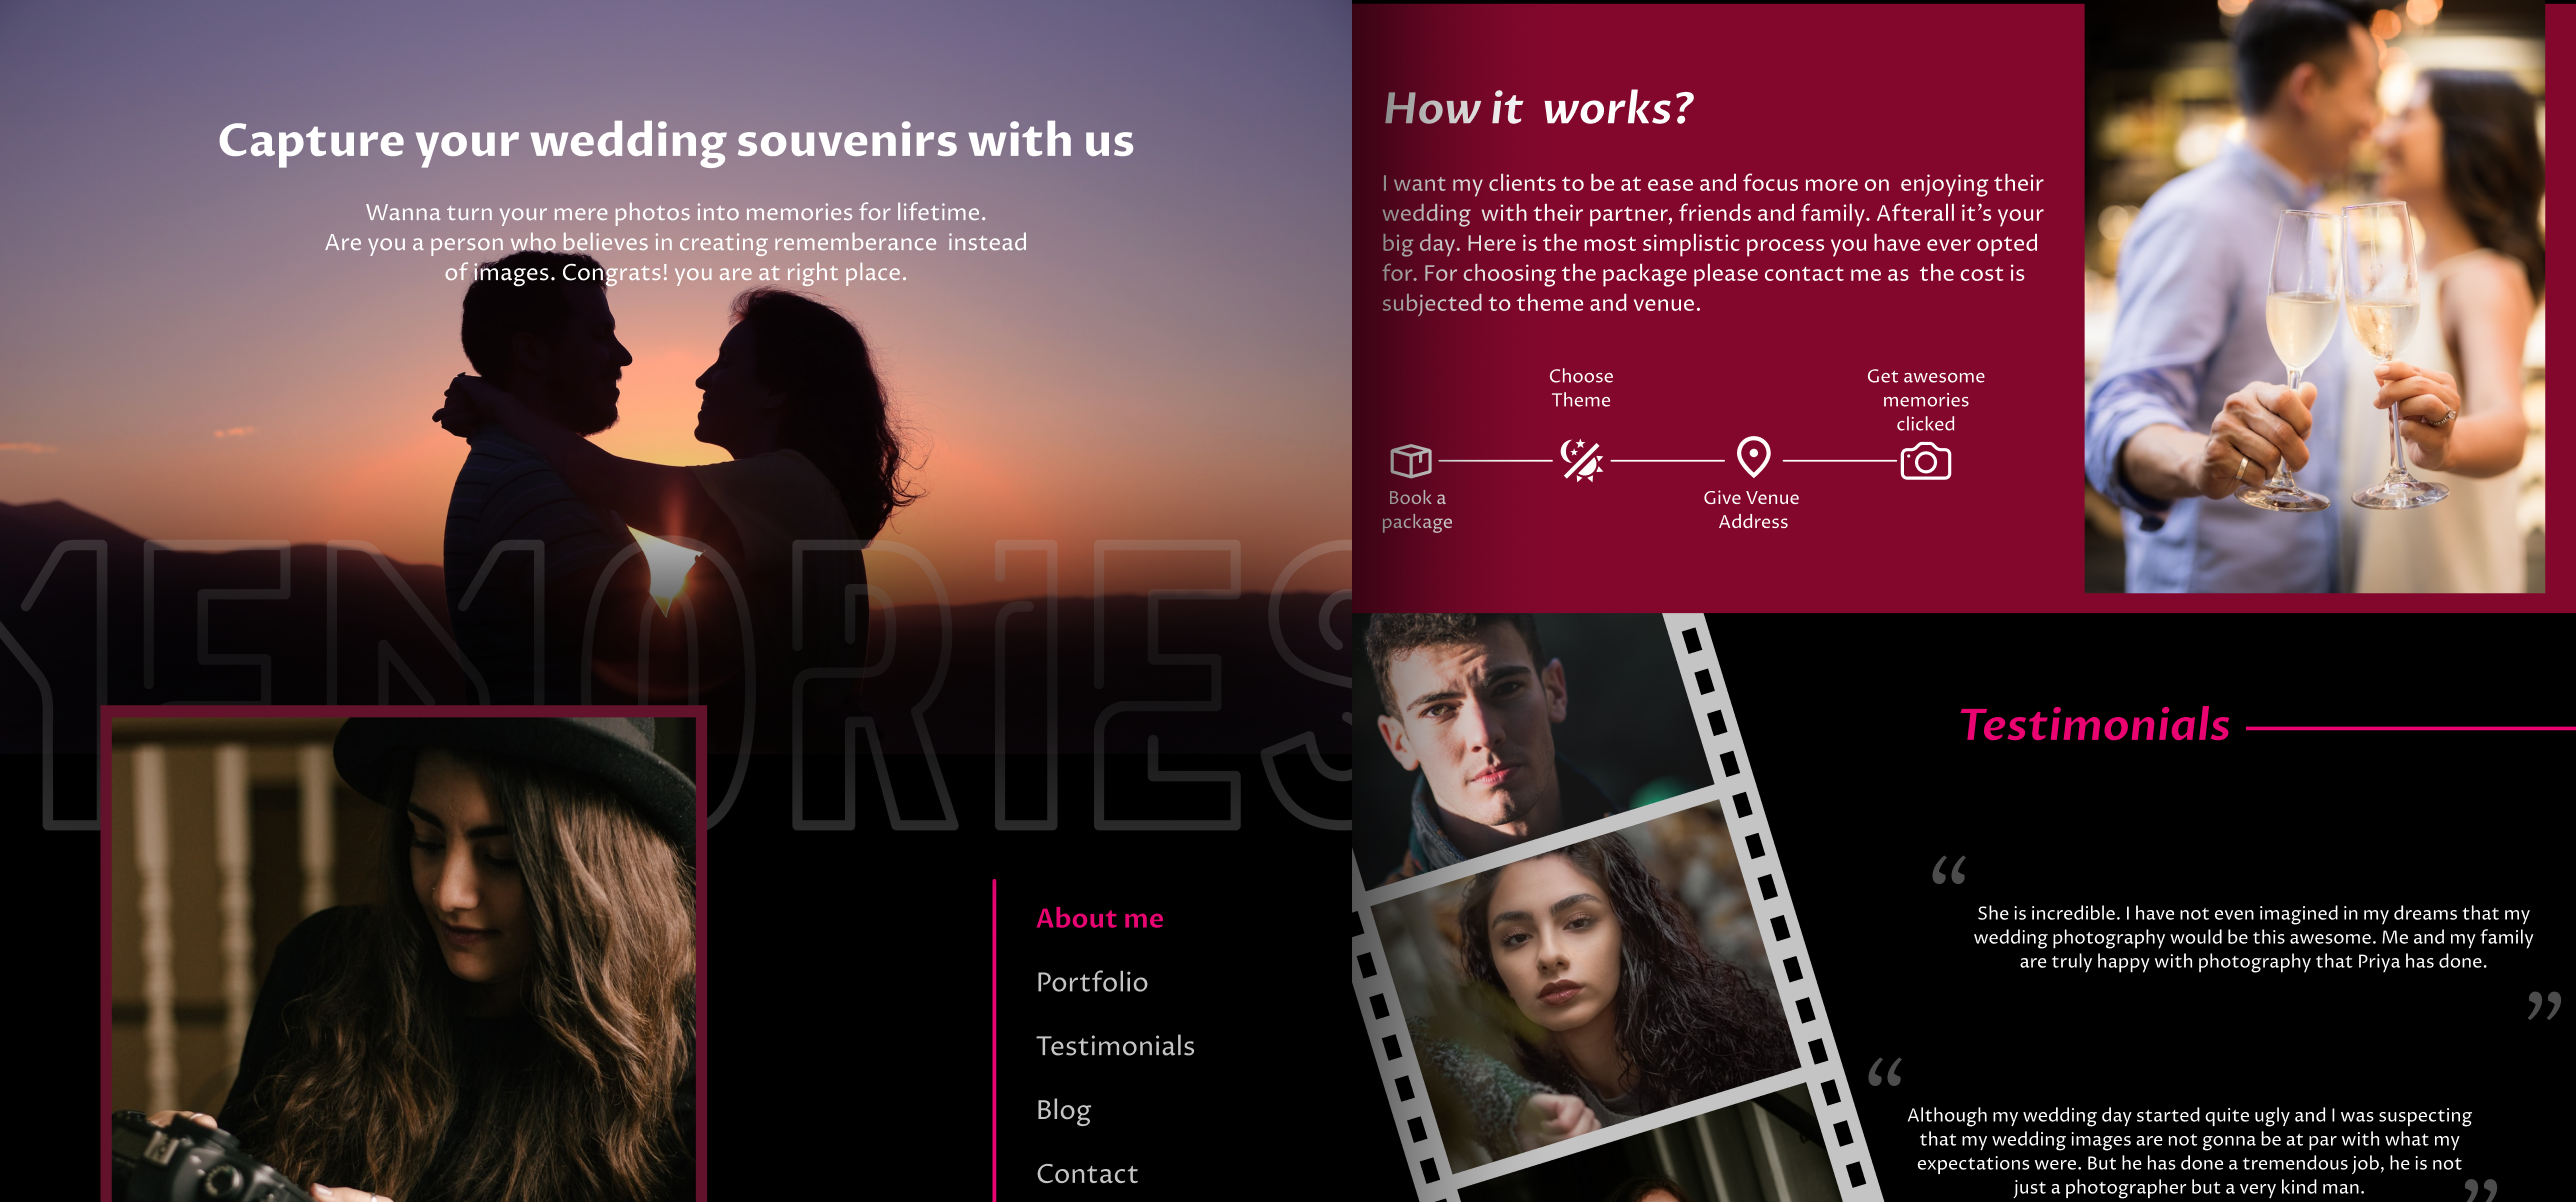 Capture your wedding souvenirs with us
Wanna turn your mere photos into memories for lifetime.
Are you a person who believes in creating rememberance instead
of images. Congrats! you are at right place.
MEMORIES
About me
Portfolio
Testimonials
Blog
Contact
How it works?
I want my clients to be at ease and focus more on enjoying their
wedding with their partner, friends and family. Afterall it's your
big day. Here is the most simplistic process you have ever opted
for. For choosing the package please contact me as the cost is
subjected to theme and venue.
Book a
package
Choose
Theme
Give Venue
Address
Get awesome
memories
clicked
Testimonials
“
She is incredible. I have not even imagined in my dreams that my
wedding photography would be this awesome. Me and my family
are truly happy with photography that Priya has done.
”
“
Although my wedding day started quite ugly and I was suspecting
that my wedding images are not gonna be at par with what my
expectations were. But he has done a tremendous job, he is not
just a photographer but a very kind man.
”